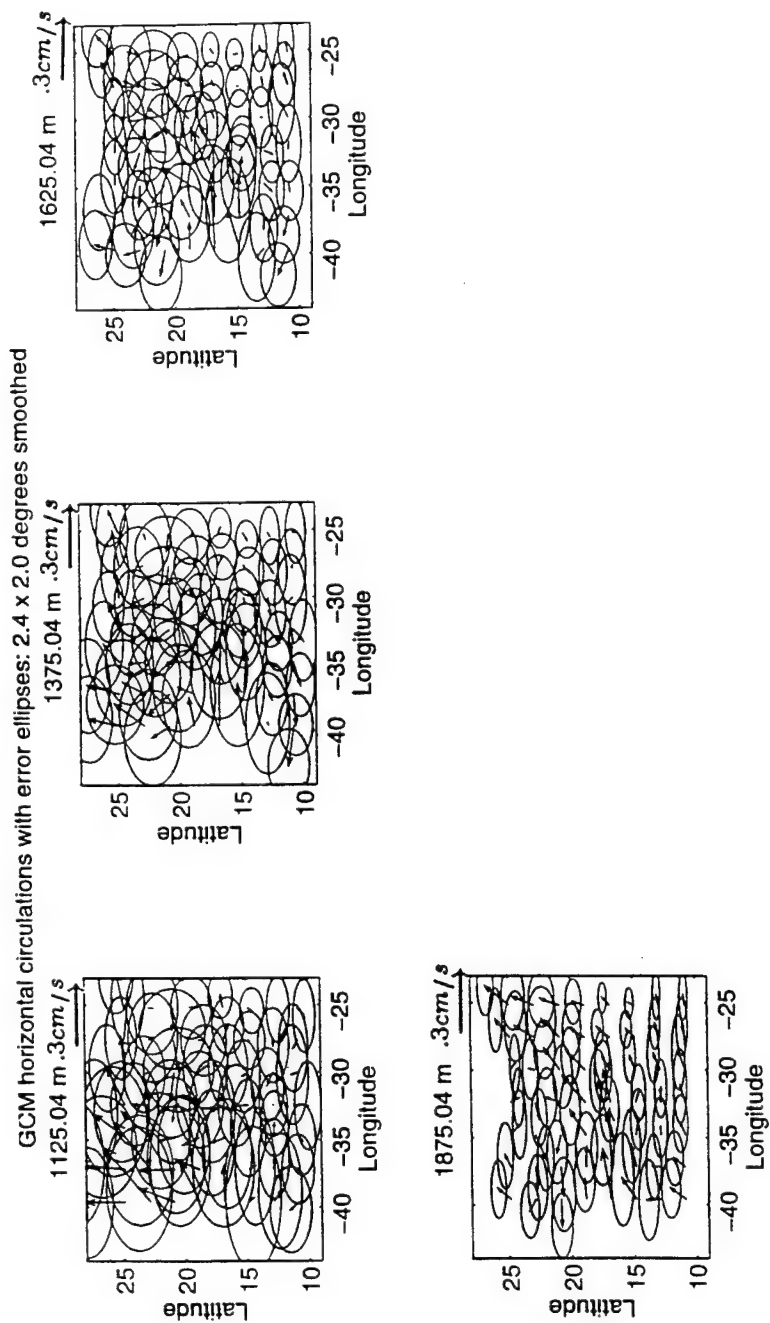 GCM horizontal circulations with error ellipses: 2.4 x 2.0 degrees smoothed
1125.04 m .3cm/s
25
20
15
10
Latitude
-40 -35 -30 -25
Longitude
1375.04 m .3cm/s
25
20
15
10
Latitude
-40 -35 -30 -25
Longitude
1625.04 m .3cm/s
25
20
15
10
Latitude
-40 -35 -30 -25
Longitude
1875.04 m .3cm/s
25
20
15
10
Latitude
-40 -35 -30 -25
Longitude